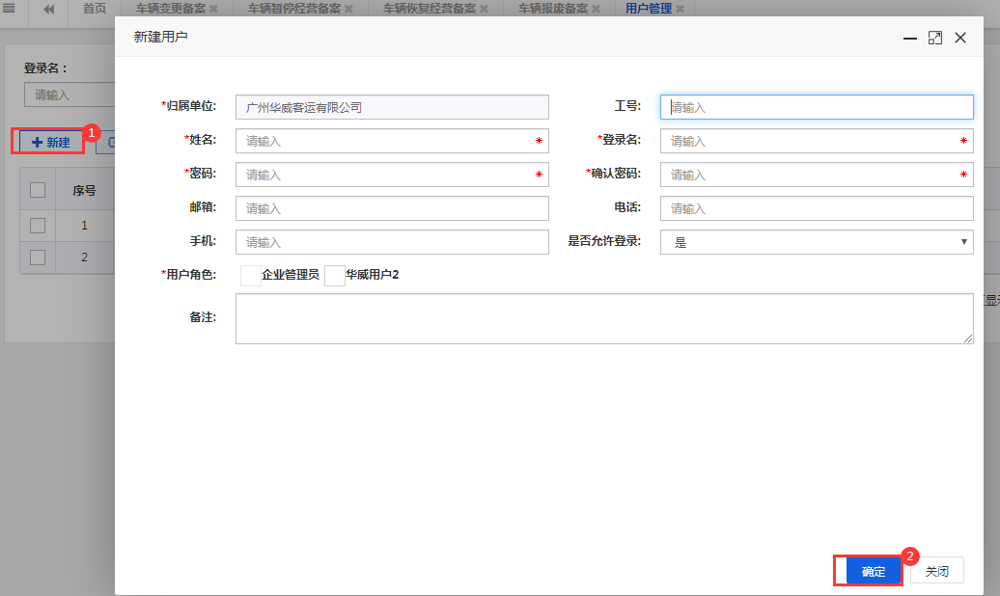 首页 车辆变更备案 车辆暂停经营备案 车辆恢复经营备案 车辆报废备案 用户管理
新建用户
登录名：
请输入
新建 1
序号
1
2
*归属单位: 广州华威客运有限公司 工号: 请输入
*姓名: 请输入 * *登录名: 请输入 *
*密码: 请输入 * *确认密码: 请输入 *
邮箱: 请输入 电话: 请输入
手机: 请输入 是否允许登录: 是
*用户角色: 企业管理员 华威用户2
备注:
确定 2 关闭